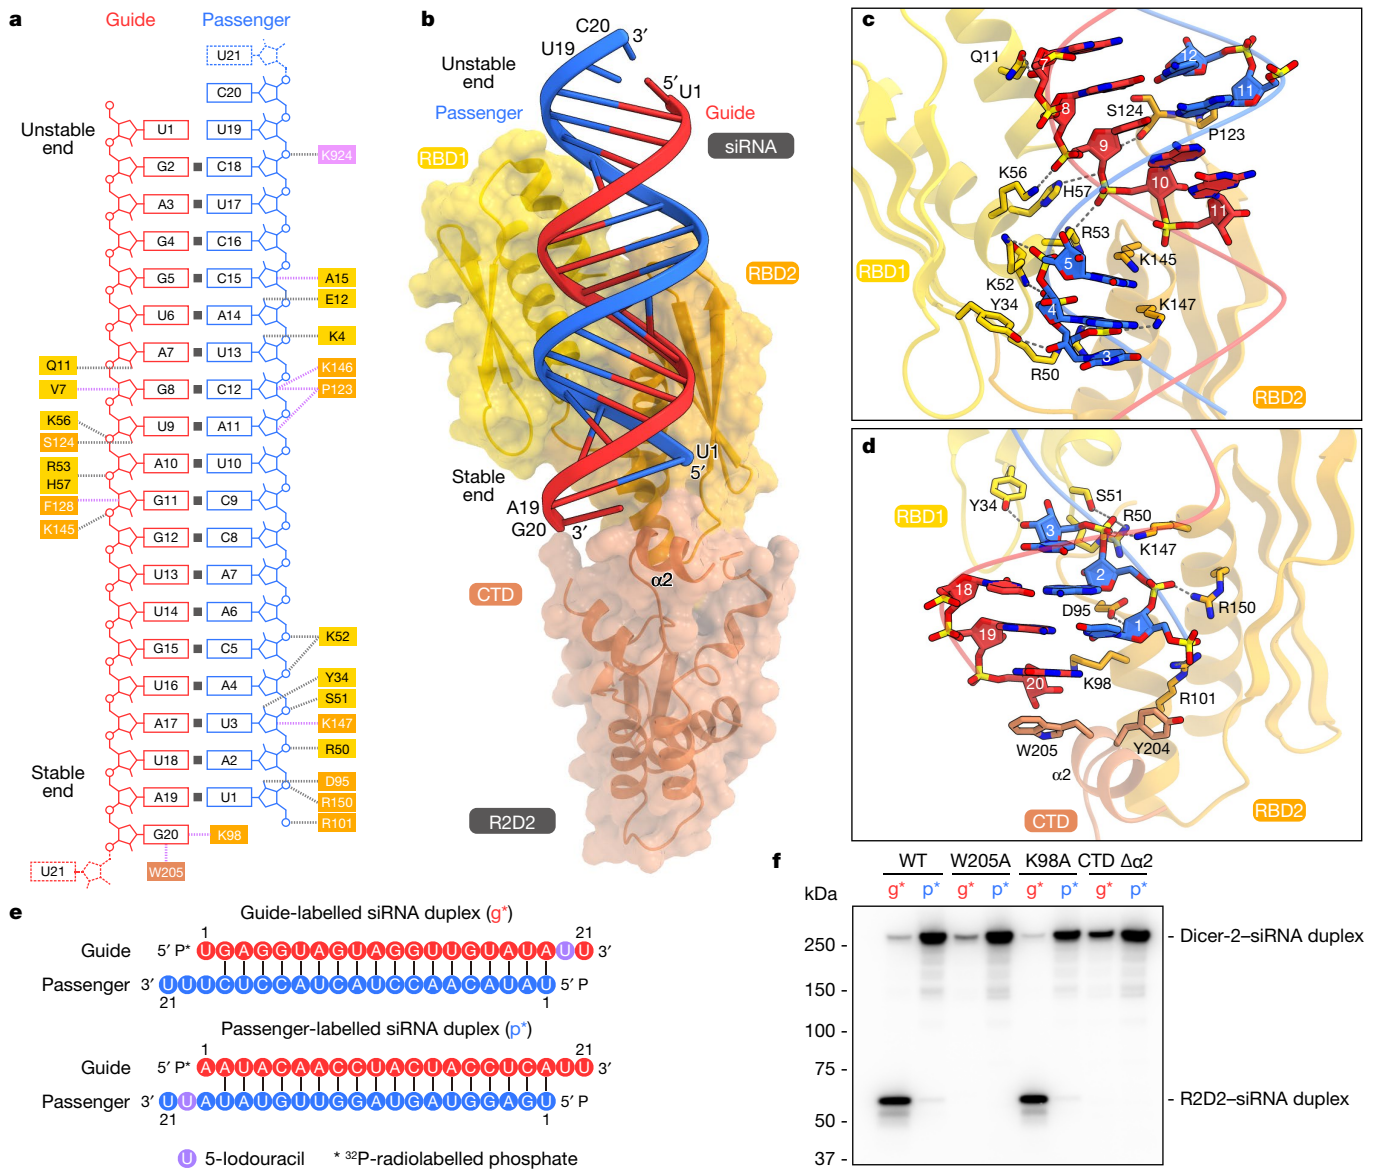 a
Guide Passenger
U21
C20
Unstable
end
U1 U19
G2 C18 K924
A3 U17
G4 C16
G5 C15 A15
E12
U6 A14
K4
A7 U13
Q11 K146
V7 G8 C12 P123
K56
U9 A11
S124
R53
H57
A10 U10
F128 G11 C9
K145
G12 C8
U13 A7
U14 A6
G15 C5 K52
U16 A4 Y34
S51
A17 U3 K147
R50
U18 A2
Stable
end
D95
A19 U1 R150
R101
G20 K98
U21 W205
b
C20
U19 3′
Unstable
end
5′ U1
Passenger Guide
siRNA
RBD1
RBD2
U1
5′
Stable
end
A19
G20 3′
α2
CTD
R2D2
c
Q11 7 12
8 S124 11
9 P123
K56 H57 10
11
R53
RBD1 5 K145
K52
Y34 4 K147
3
R50
RBD2
d
Y34 S51
RBD1 R50
3 K147
2
18 D95 R150
1
19
20 K98
R101
W205 Y204
α2
CTD RBD2
e
Guide-labelled siRNA duplex (g*)
1 21
Guide 5′ P* U G A G G U A G U A G G U U G U A U A U U 3′
Passenger 3′ U U U C U C C A U C A U C C A A C A U A U 5′ P
21 1
Passenger-labelled siRNA duplex (p*)
1 21
Guide 5′ P* A A U A C A A C C U A C U A C C U C A U U 3′
Passenger 3′ U U A U A U G U U G G A U G A U G G A G U 5′ P
21 1
U 5-Iodouracil * ³²P-radiolabelled phosphate
f
WT W205A K98A CTD Δα2
kDa g* p* g* p* g* p* g* p*
250 - - Dicer-2–siRNA duplex
150 -
100 -
75 -
- R2D2–siRNA duplex
50 -
37 -